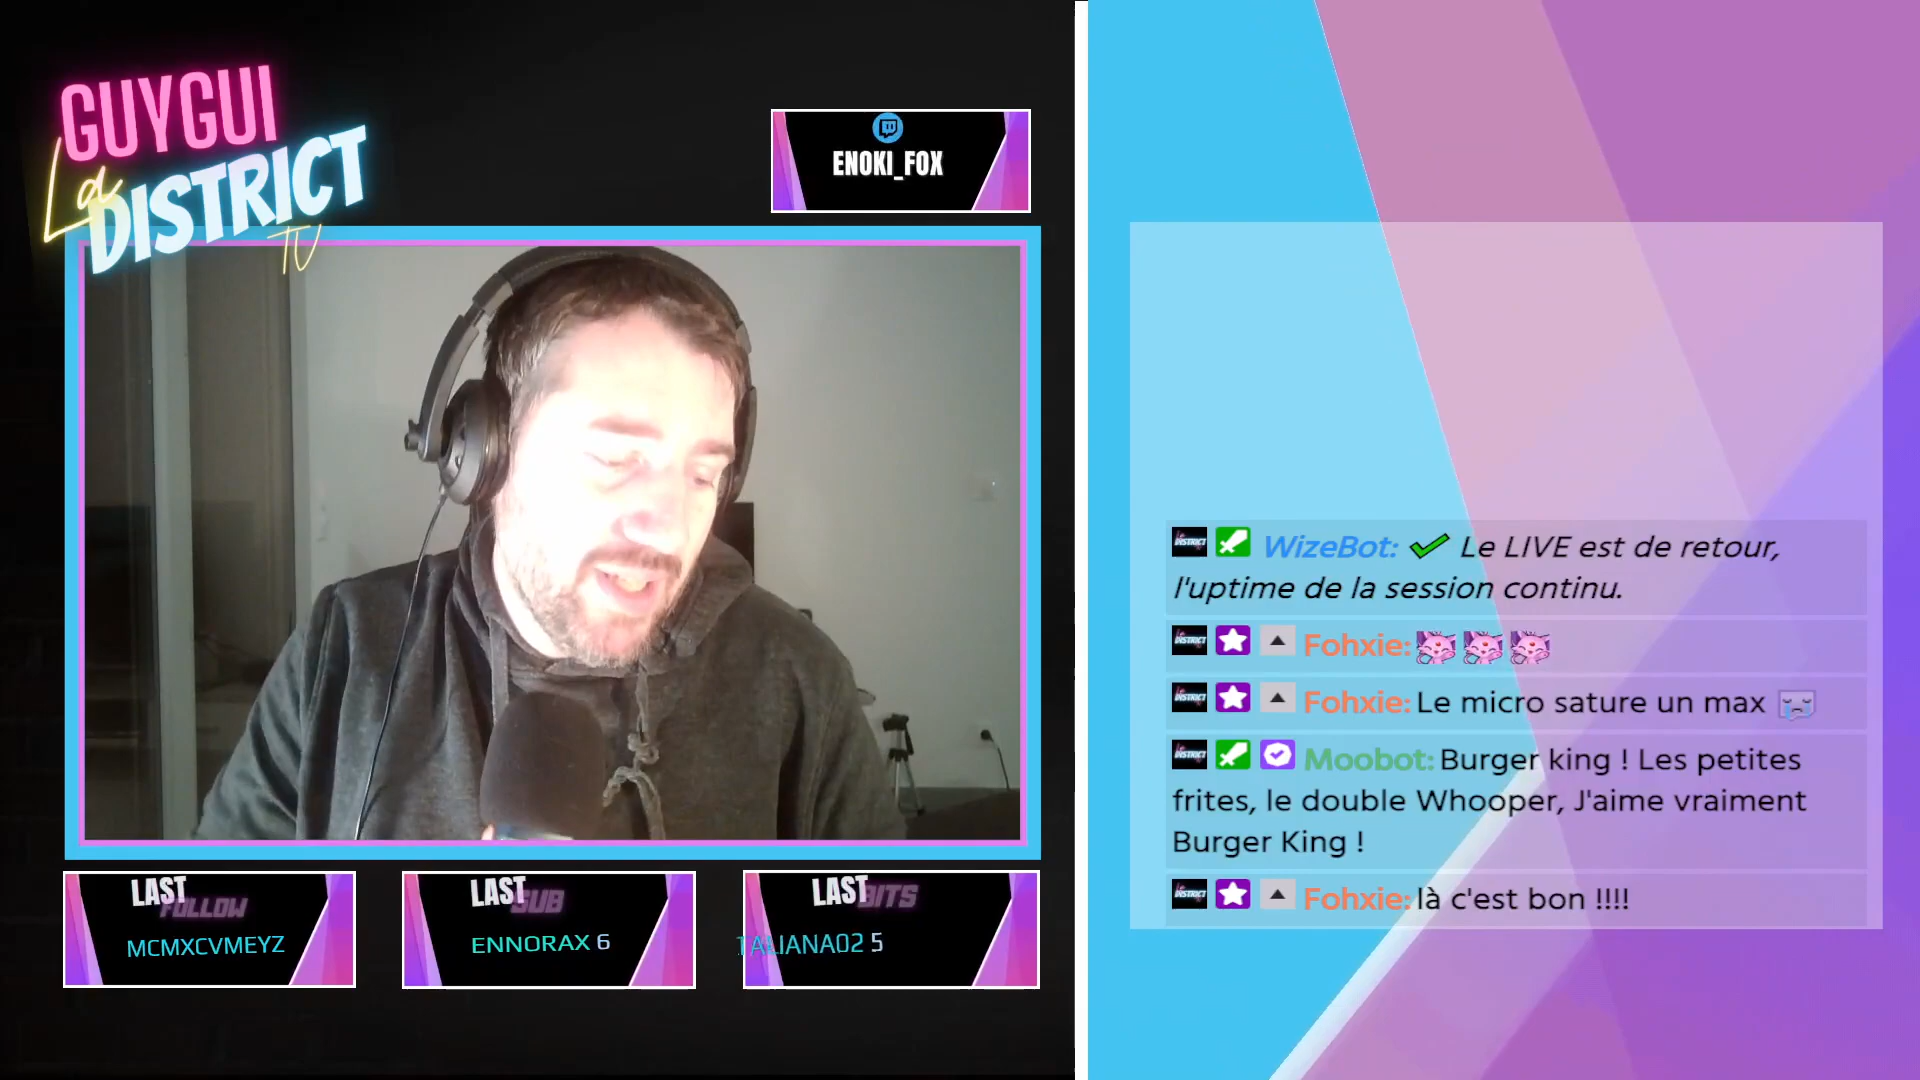 GUYGUI
La
DISTRICT
TV
ENOKI_FOX
WizeBot: Le LIVE est de retour,
l'uptime de la session continu.
Fohxie:
Fohxie: Le micro sature un max
Moobot: Burger king ! Les petites
frites, le double Whooper, J'aime vraiment
Burger King !
Fohxie: là c'est bon !!!!
LAST
FOLLOW
MCMXCVMEYZ
LAST
SUB
ENNORAX 6
LAST
BITS
TALIANA02 5